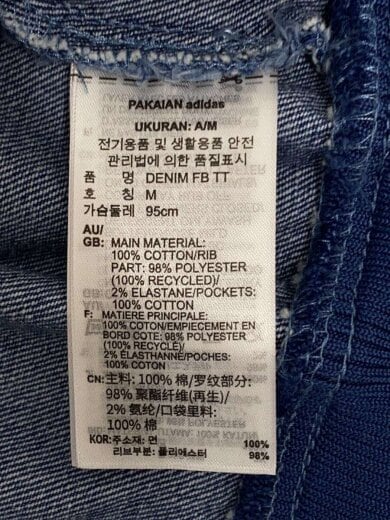 PAKAIAN adidas
UKURAN: A/M
전기용품 및 생활용품 안전
관리법에 의한 품질표시
품 명 DENIM FB TT
호 칭 M
가슴둘레 95cm
AU/
GB: MAIN MATERIAL:
100% COTTON/RIB
PART: 98% POLYESTER
(100% RECYCLED)/
2% ELASTANE/POCKETS:
100% COTTON
F: MATIERE PRINCIPALE:
100% COTON/EMPIECEMENT EN
BORD COTE: 98% POLYESTER
(100% RECYCLE)/
2% ÉLASTHANNE/POCHES:
100% COTON
CN: 主料: 100% 棉/罗纹部分:
98% 聚酯纤维(再生)/
2% 氨纶/口袋里料:
100% 棉
KOR: 주소재: 면 100%
리브부분: 폴리에스터 98%